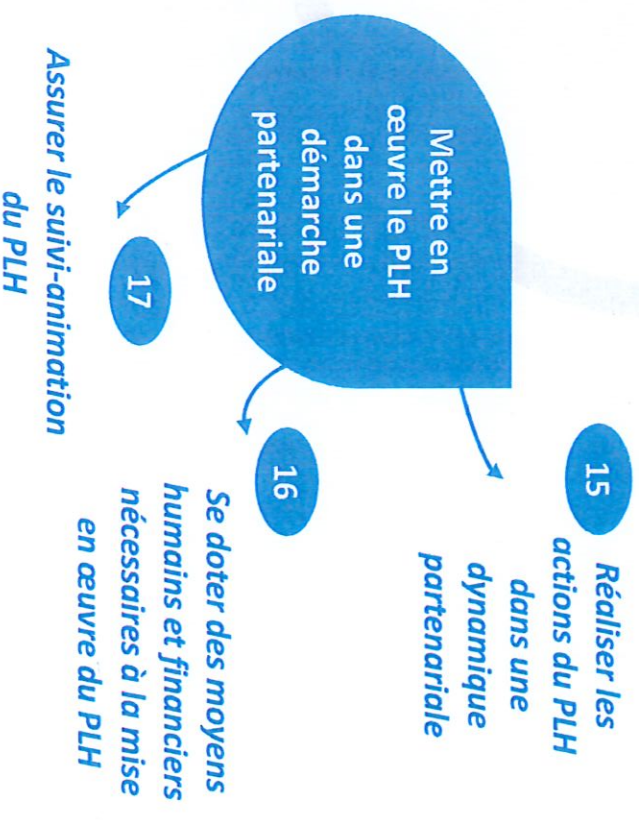 Mettre en
œuvre le PLH
dans une
démarche
partenariale
15
Réaliser les
actions du PLH
dans une
dynamique
partenariale
16
Se doter des moyens
humains et financiers
nécessaires à la mise
en œuvre du PLH
17
Assurer le suivi-animation
du PLH